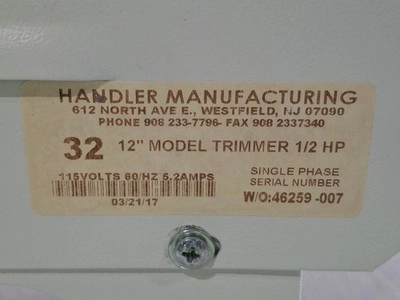 HANDLER MANUFACTURING
612 NORTH AVE E., WESTFIELD, NJ 07090
PHONE 908 233-7796- FAX 908 2337340
32 12" MODEL TRIMMER 1/2 HP
115VOLTS 60/HZ 5.2AMPS SINGLE PHASE
SERIAL NUMBER
03/21/17 W/O:46259 -007